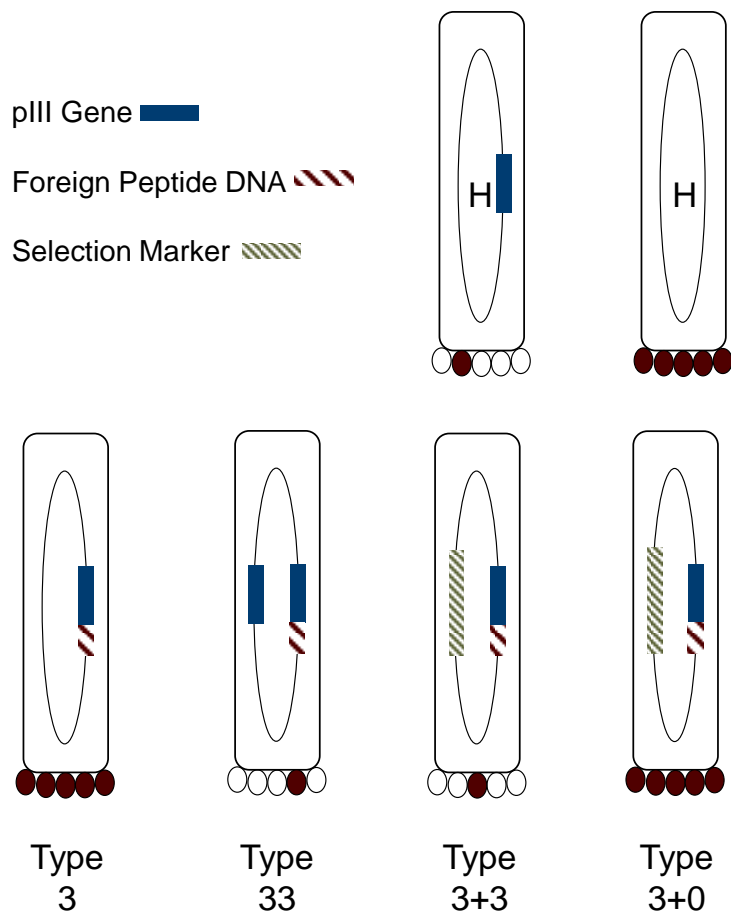 pIII Gene
Foreign Peptide DNA
Selection Marker
H
H
Type
3
Type
33
Type
3+3
Type
3+0